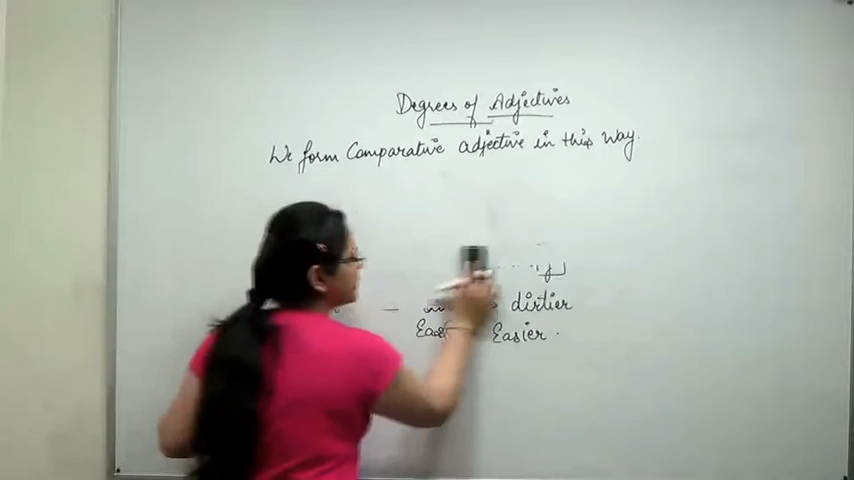 Degrees of Adjectives
We form Comparative adjective in this way.
— dirtier
Easier.